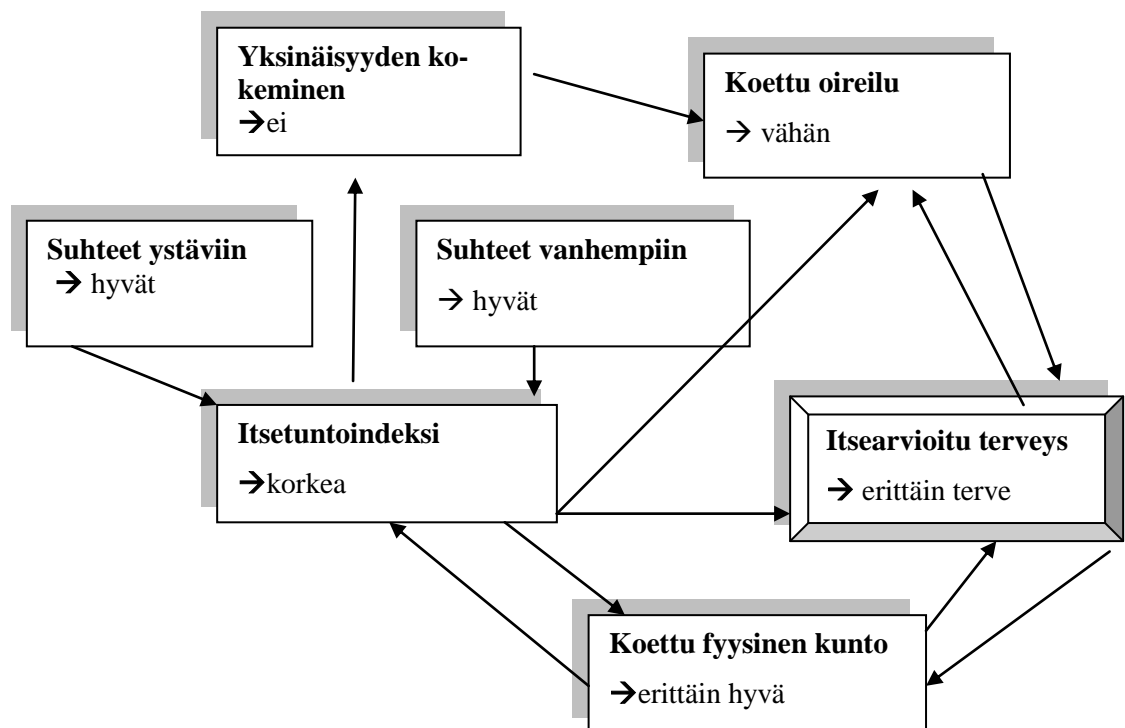 Yksinäisyyden ko-
keminen
→ei
Koettu oireilu
→ vähän
Suhteet ystäviin
→ hyvät
Suhteet vanhempiin
→ hyvät
Itsetuntoindeksi
→korkea
Itsearvioitu terveys
→ erittäin terve
Koettu fyysinen kunto
→erittäin hyvä